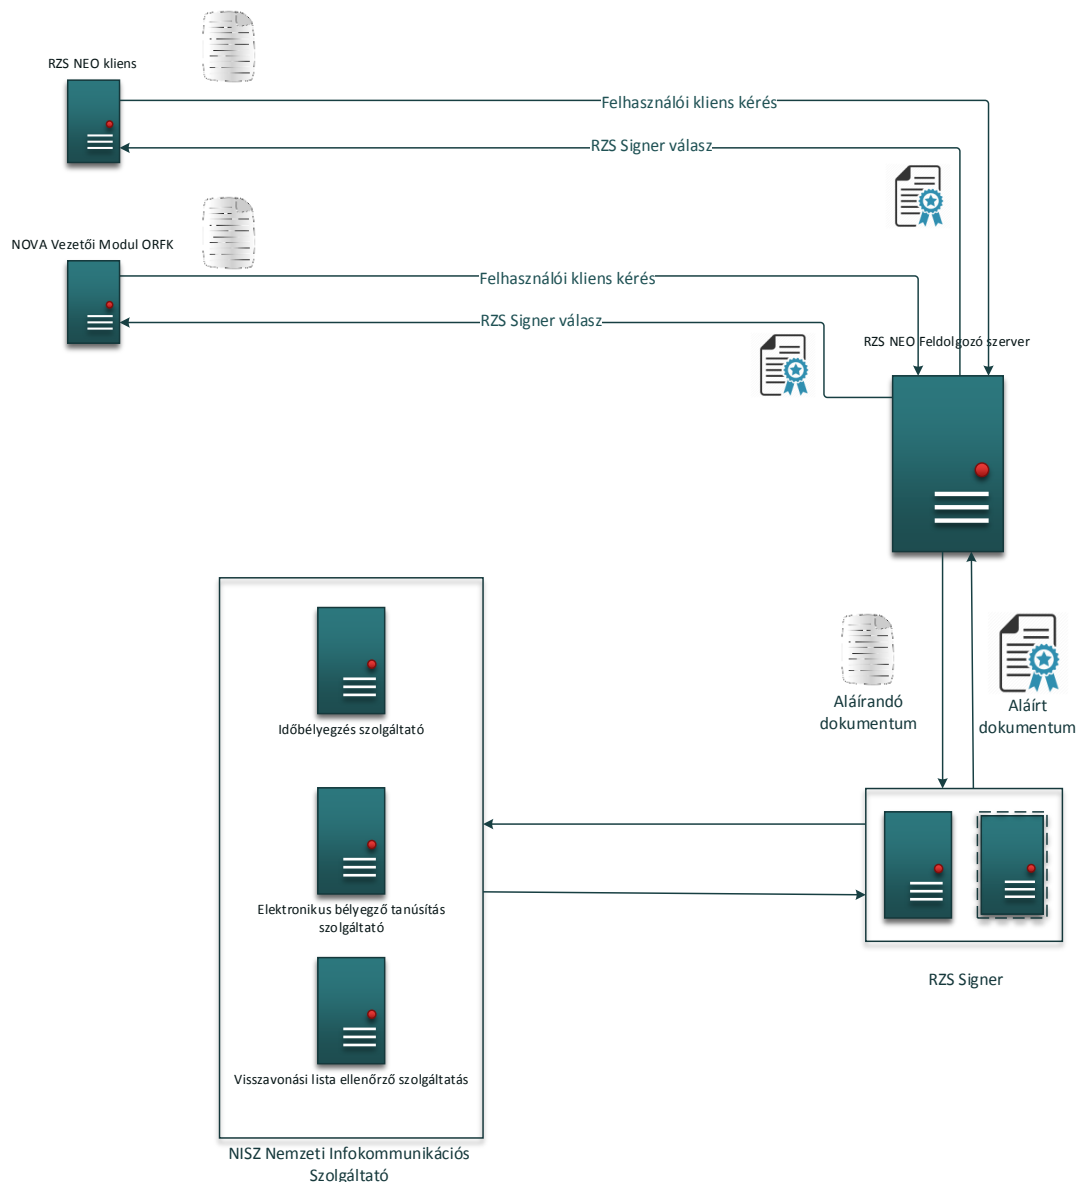 RZS NEO kliens
Felhasználói kliens kérés
RZS Signer válasz
NOVA Vezetői Modul ORFK
Felhasználói kliens kérés
RZS Signer válasz
RZS NEO Feldolgozó szerver
Aláírandó
dokumentum
Aláírt
dokumentum
Időbélyegzés szolgáltató
Elektronikus bélyegző tanúsítás
szolgáltató
RZS Signer
Visszavonási lista ellenőrző szolgáltatás
NISZ Nemzeti Infokommunikációs
Szolgáltató